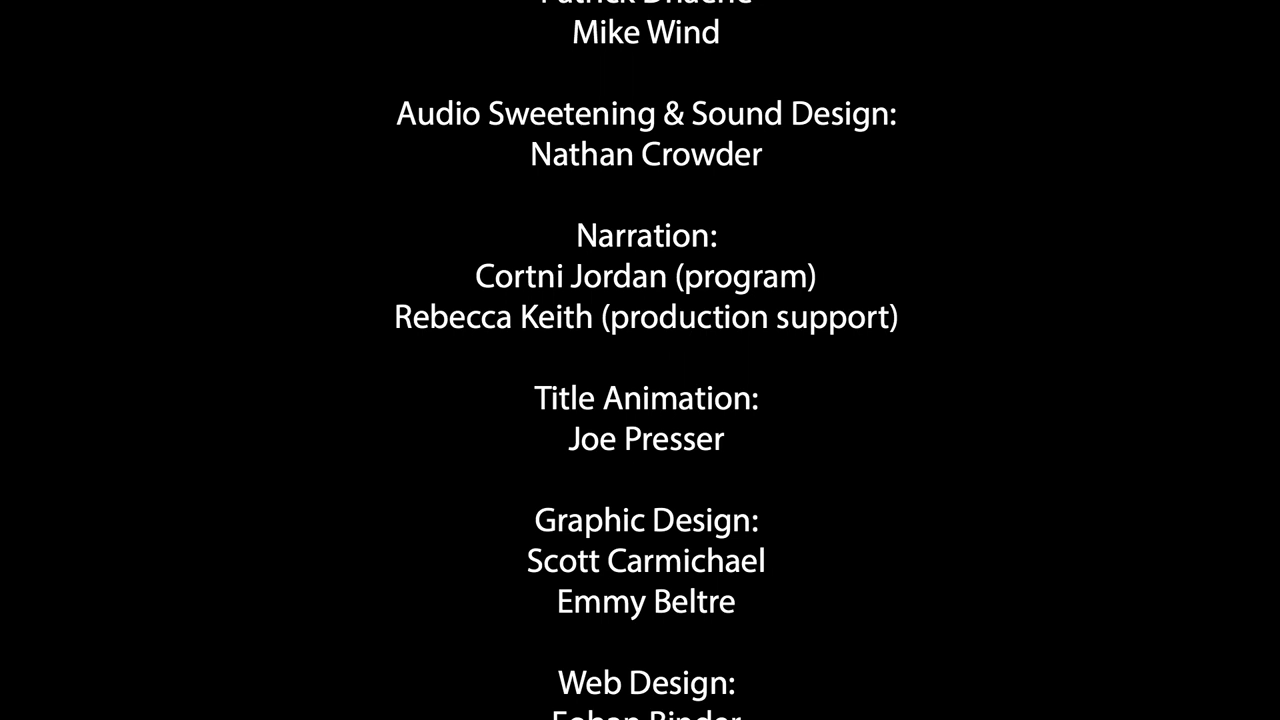 Mike Wind
Audio Sweetening & Sound Design:
Nathan Crowder
Narration:
Cortni Jordan (program)
Rebecca Keith (production support)
Title Animation:
Joe Presser
Graphic Design:
Scott Carmichael
Emmy Beltre
Web Design: